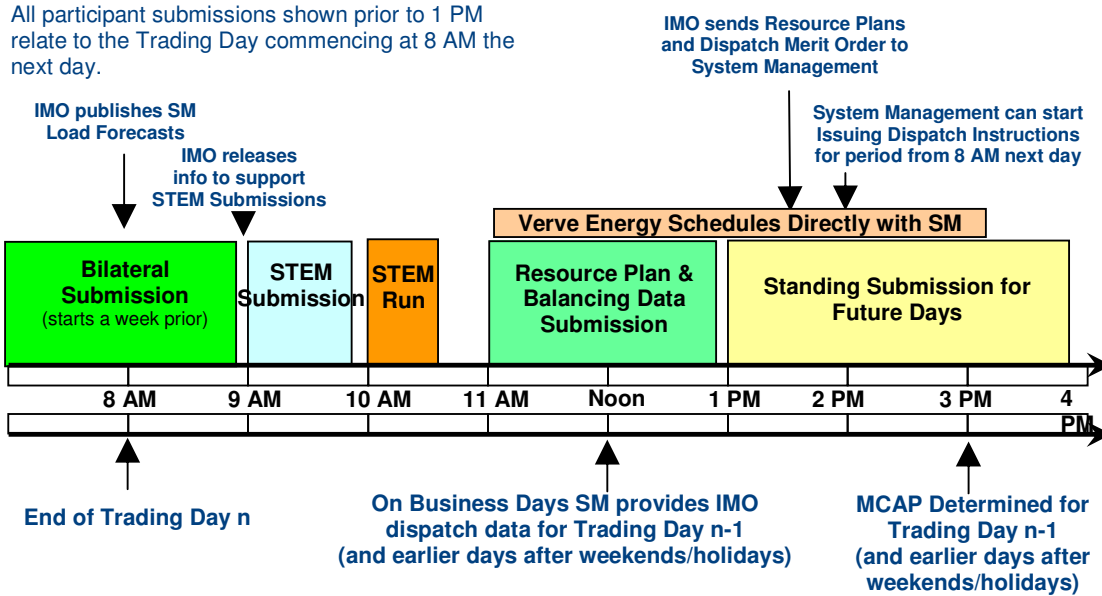 All participant submissions shown prior to 1 PM
relate to the Trading Day commencing at 8 AM the
next day.
IMO sends Resource Plans
and Dispatch Merit Order to
System Management
IMO publishes SM
Load Forecasts
System Management can start
Issuing Dispatch Instructions
for period from 8 AM next day
IMO releases
info to support
STEM Submissions
Verve Energy Schedules Directly with SM
Bilateral
Submission
(starts a week prior)
STEM
Submission
STEM
Run
Resource Plan &
Balancing Data
Submission
Standing Submission for
Future Days
8 AM
9 AM
10 AM
11 AM
Noon
1 PM
2 PM
3 PM
4
PM
End of Trading Day n
On Business Days SM provides IMO
dispatch data for Trading Day n-1
(and earlier days after weekends/holidays)
MCAP Determined for
Trading Day n-1
(and earlier days after
weekends/holidays)